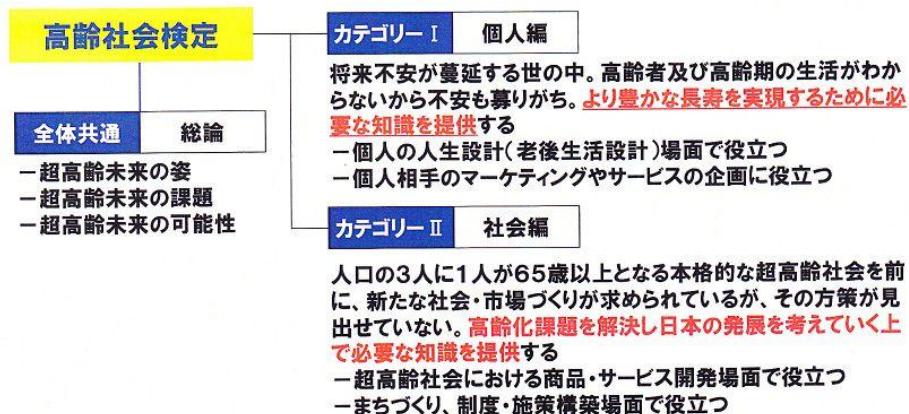 高齢社会検定
全体共通 総論
－超高齢未来の姿
－超高齢未来の課題
－超高齢未来の可能性
カテゴリーⅠ 個人編
将来不安が蔓延する世の中。高齢者及び高齢期の生活がわか
らないから不安も募りがち。より豊かな長寿を実現するために必
要な知識を提供する
－個人の人生設計（老後生活設計）場面で役立つ
－個人相手のマーケティングやサービスの企画に役立つ
カテゴリーⅡ 社会編
人口の3人に1人が65歳以上となる本格的な超高齢社会を前
に、新たな社会・市場づくりが求められているが、その方策が見
出せていない。高齢化課題を解決し日本の発展を考えていく上
で必要な知識を提供する
－超高齢社会における商品・サービス開発場面で役立つ
－まちづくり、制度・施策構築場面で役立つ